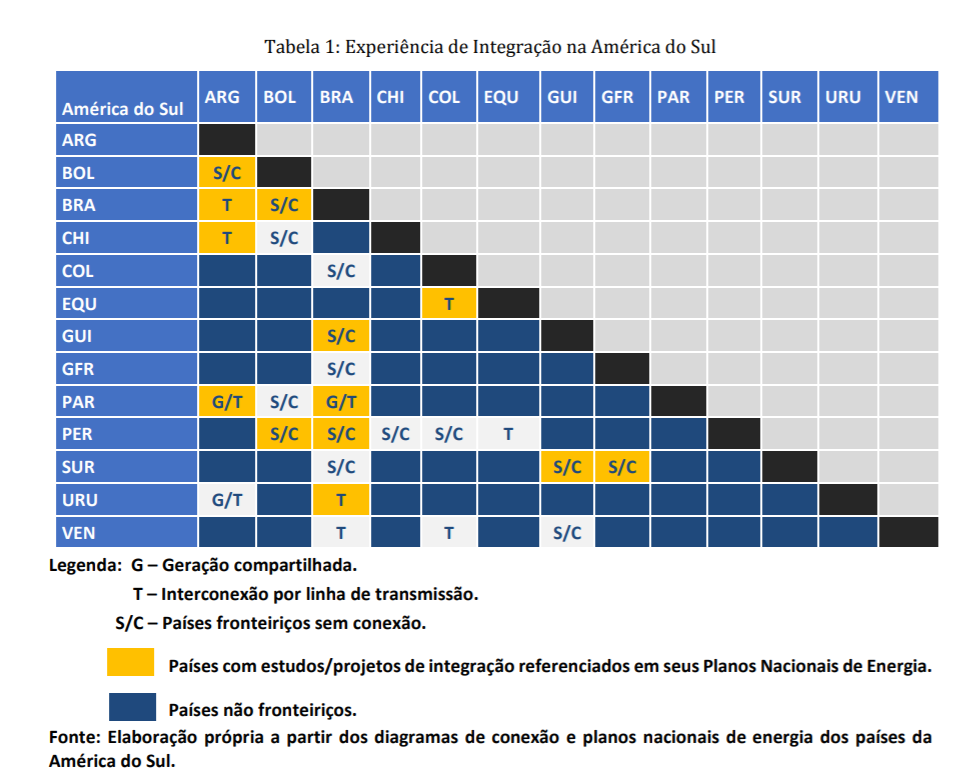 Tabela 1: Experiência de Integração na América do Sul
América do Sul ARG BOL BRA CHI COL EQU GUI GFR PAR PER SUR URU VEN
ARG
BOL S/C
BRA T S/C
CHI T S/C
COL S/C
EQU T
GUI S/C
GFR S/C
PAR G/T S/C G/T
PER S/C S/C S/C S/C T
SUR S/C S/C S/C
URU G/T T
VEN T T S/C
Legenda: G – Geração compartilhada.
T – Interconexão por linha de transmissão.
S/C – Países fronteiriços sem conexão.
Países com estudos/projetos de integração referenciados em seus Planos Nacionais de Energia.
Países não fronteiriços.
Fonte: Elaboração própria a partir dos diagramas de conexão e planos nacionais de energia dos países da
América do Sul.